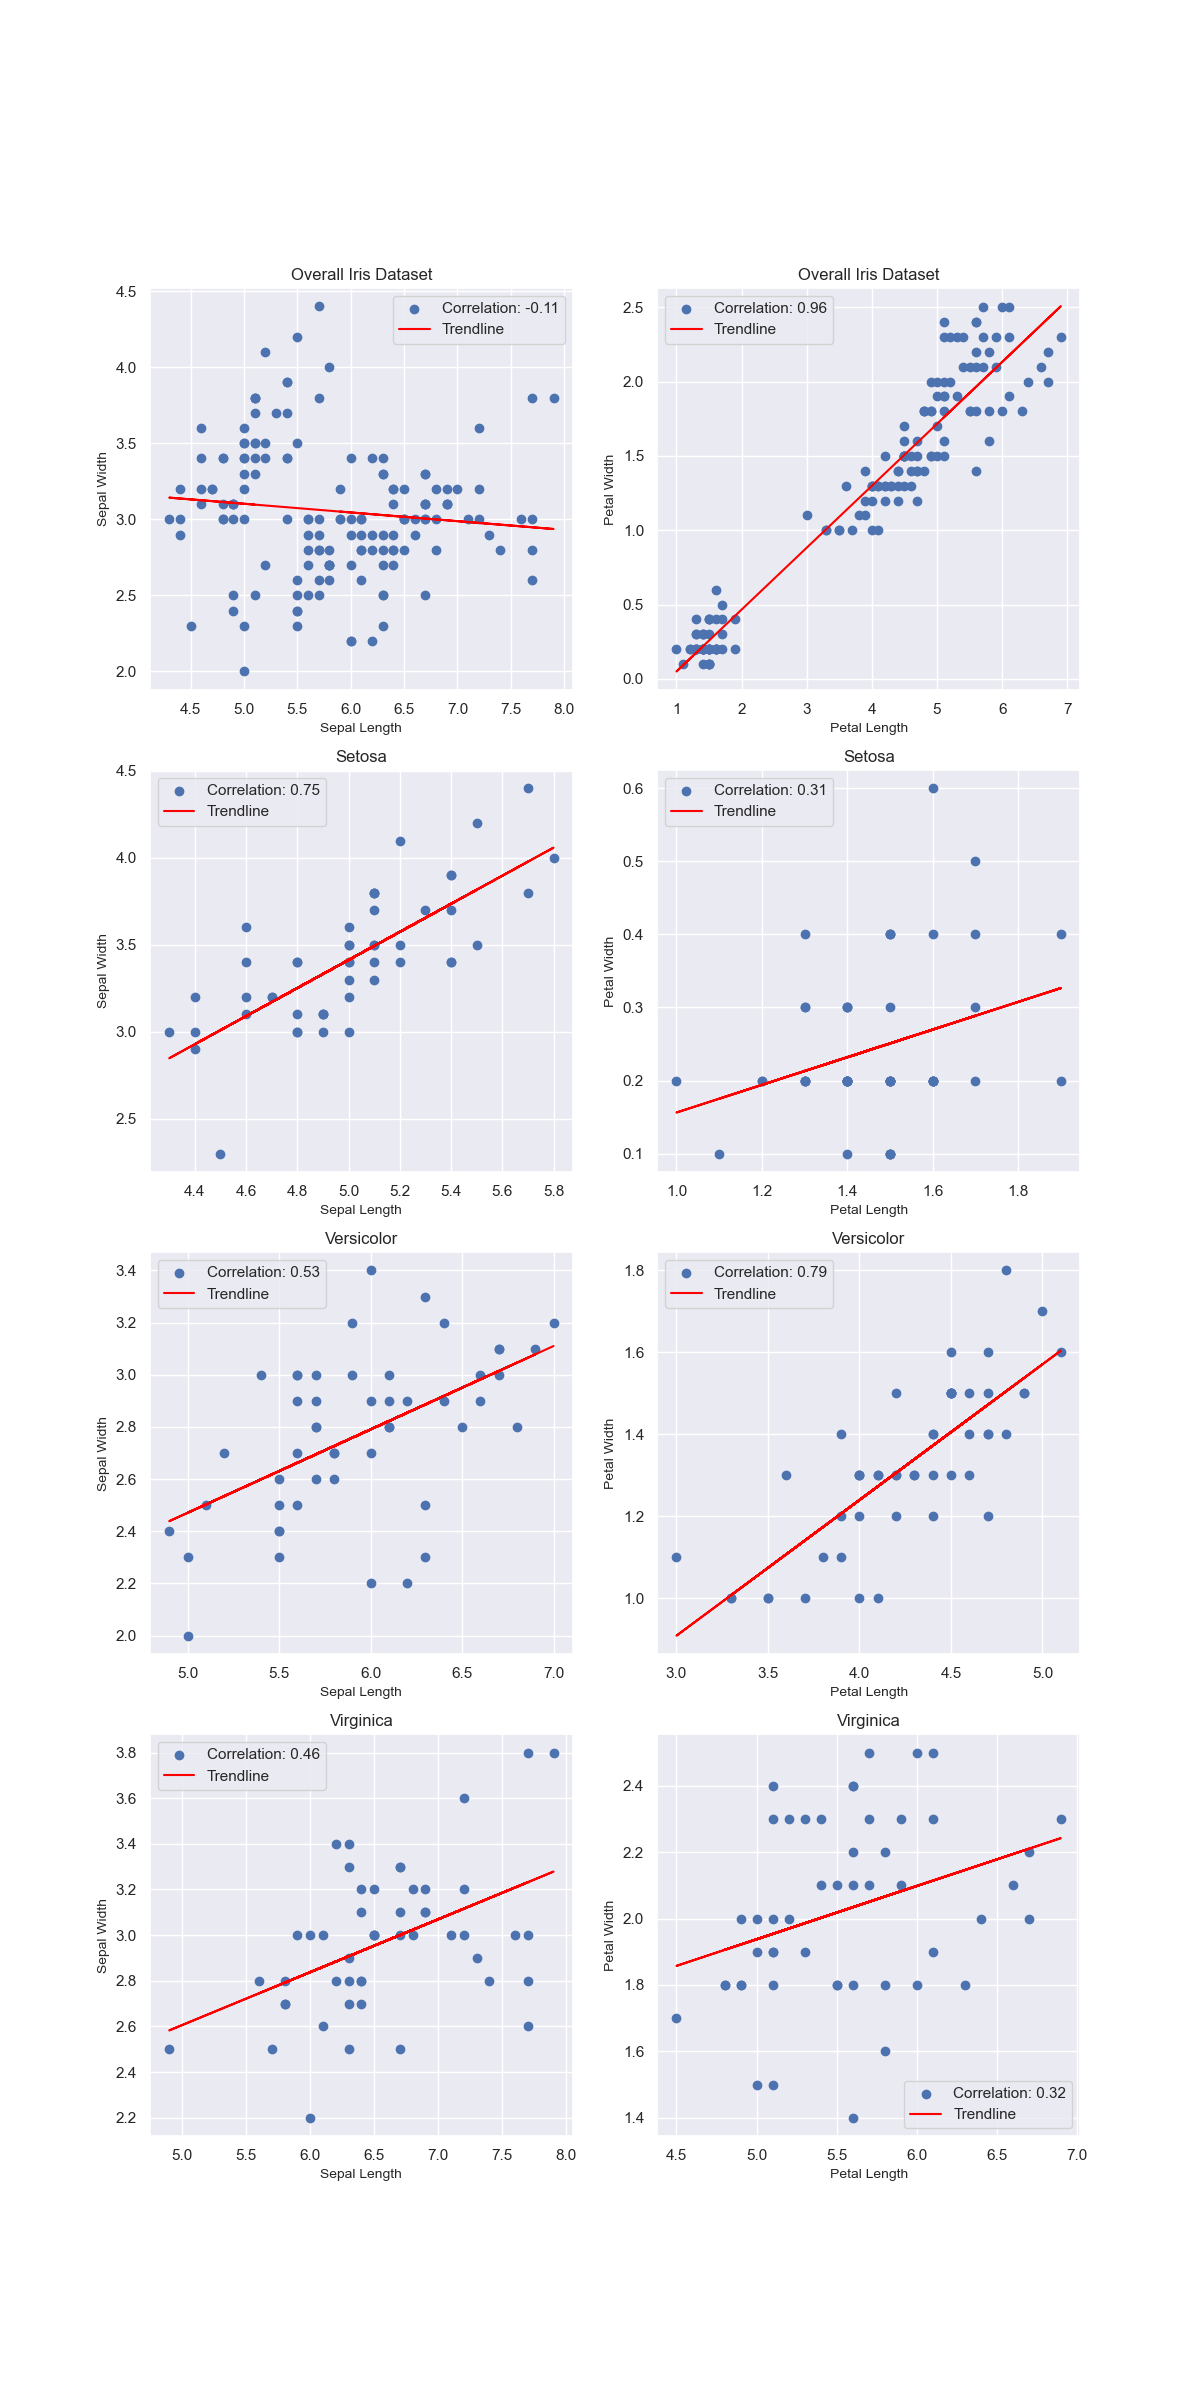 Overall Iris Dataset
Correlation: -0.11
Trendline
4.5
4.0
3.5
3.0
2.5
2.0
Sepal Width
4.5 5.0 5.5 6.0 6.5 7.0 7.5 8.0
Sepal Length
Overall Iris Dataset
Correlation: 0.96
Trendline
2.5
2.0
1.5
1.0
0.5
0.0
Petal Width
1 2 3 4 5 6 7
Petal Length
Setosa
Correlation: 0.75
Trendline
4.5
4.0
3.5
3.0
2.5
Sepal Width
4.4 4.6 4.8 5.0 5.2 5.4 5.6 5.8
Sepal Length
Setosa
Correlation: 0.31
Trendline
0.6
0.5
0.4
0.3
0.2
0.1
Petal Width
1.0 1.2 1.4 1.6 1.8
Petal Length
Versicolor
Correlation: 0.53
Trendline
3.4
3.2
3.0
2.8
2.6
2.4
2.2
2.0
Sepal Width
5.0 5.5 6.0 6.5 7.0
Sepal Length
Versicolor
Correlation: 0.79
Trendline
1.8
1.6
1.4
1.2
1.0
Petal Width
3.0 3.5 4.0 4.5 5.0
Petal Length
Virginica
Correlation: 0.46
Trendline
3.8
3.6
3.4
3.2
3.0
2.8
2.6
2.4
2.2
Sepal Width
5.0 5.5 6.0 6.5 7.0 7.5 8.0
Sepal Length
Virginica
2.4
2.2
2.0
1.8
1.6
1.4
Petal Width
Correlation: 0.32
Trendline
4.5 5.0 5.5 6.0 6.5 7.0
Petal Length